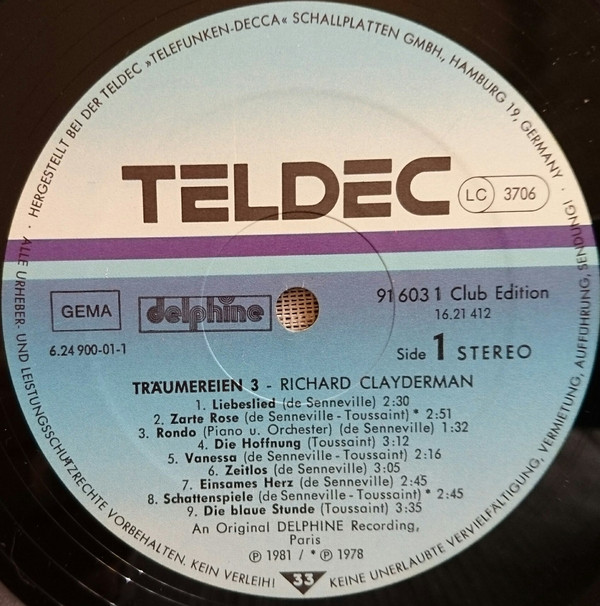 · HERGESTELLT BEI DER TELDEC »TELEFUNKEN-DECCA« SCHALLPLATTEN GMBH, HAMBURG 19, GERMANY ·
TELDEC
LC 3706
GEMA
delphine
91 603 1 Club Edition
16.21 412
6.24 900-01-1
Side 1 STEREO
TRÄUMEREIEN 3 - RICHARD CLAYDERMAN
1. Liebeslied (de Senneville) 2:30
2. Zarte Rose (de Senneville - Toussaint) * 2:51
3. Rondo (Piano u. Orchester) (de Senneville) 1:32
4. Die Hoffnung (Toussaint) 3:12
5. Vanessa (de Senneville - Toussaint) 2:16
6. Zeitlos (de Senneville) 3:05
7. Einsames Herz (de Senneville) 2:45
8. Schattenspiele (de Senneville - Toussaint) * 2:45
9. Die blaue Stunde (Toussaint) 3:35
An Original DELPHINE Recording,
Paris
℗ 1981 / * ℗ 1978
33
ALLE URHEBER- UND LEISTUNGSSCHUTZRECHTE VORBEHALTEN. KEIN VERLEIH! KEINE UNERLAUBTE VERVIELFÄLTIGUNG, VERMIETUNG, AUFFÜHRUNG, SENDUNG!